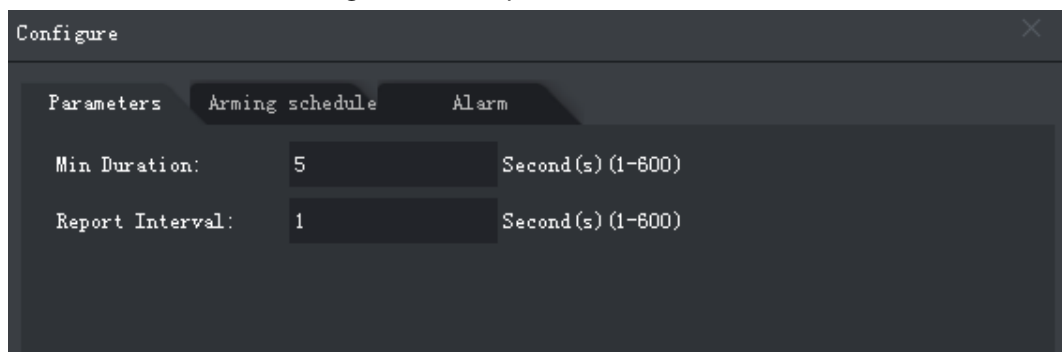 Configure
Parameters Arming schedule Alarm
Min Duration: 5 Second(s)(1-600)
Report Interval: 1 Second(s)(1-600)